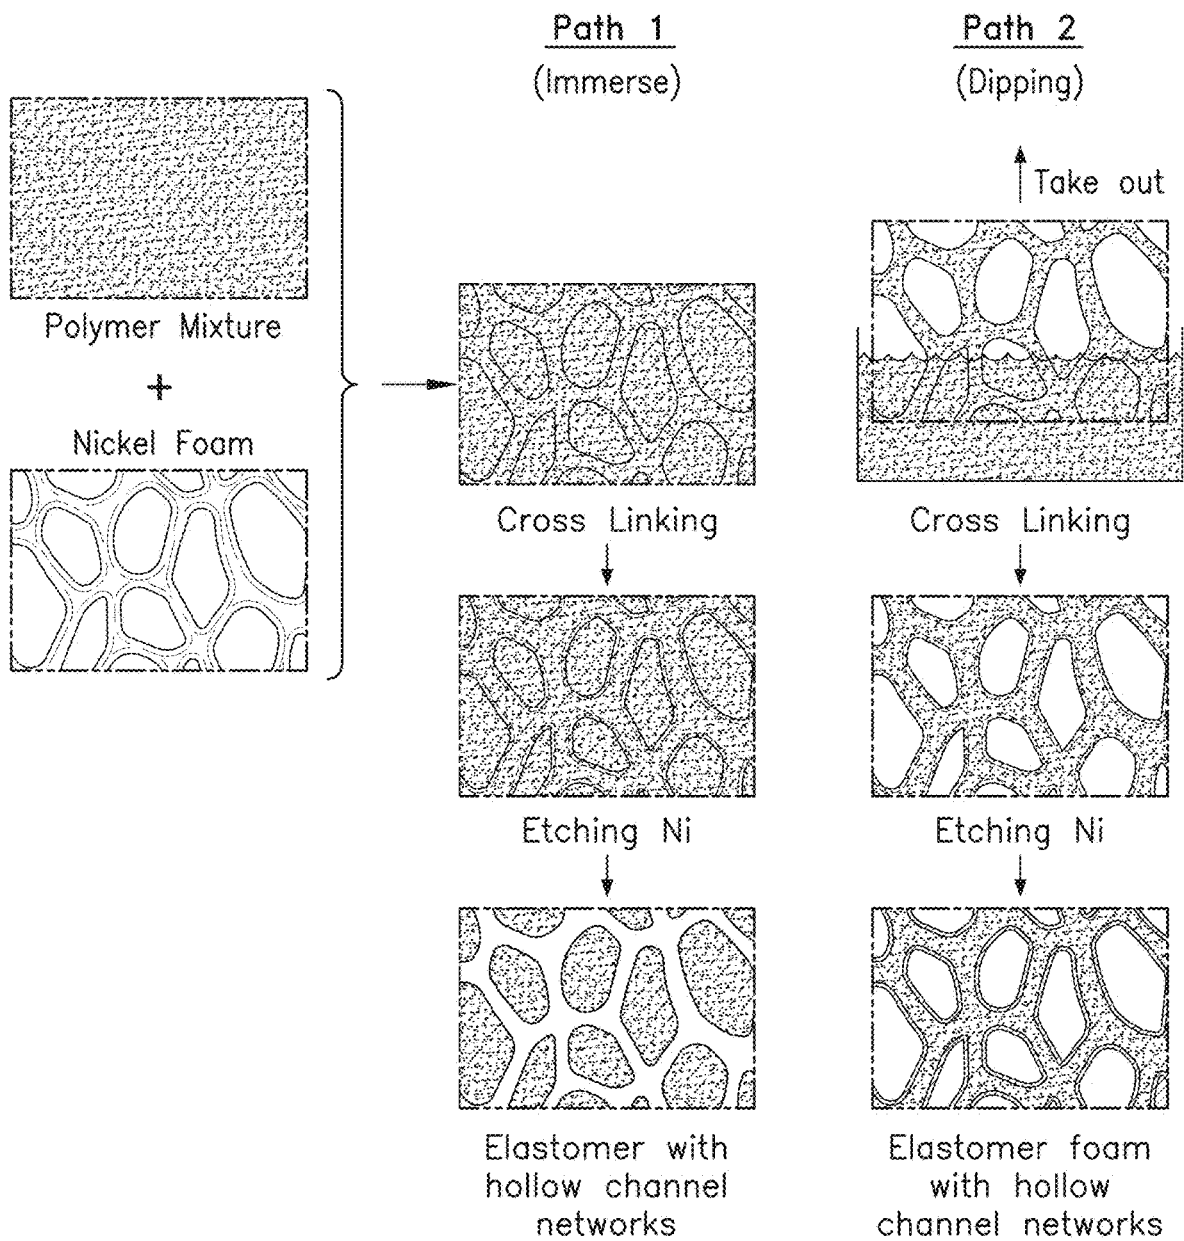 Path 1
(Immerse)
Path 2
(Dipping)
Take out
Polymer Mixture
+
Nickel Foam
Cross Linking
Cross Linking
Etching Ni
Etching Ni
Elastomer with
hollow channel
networks
Elastomer foam
with hollow
channel networks